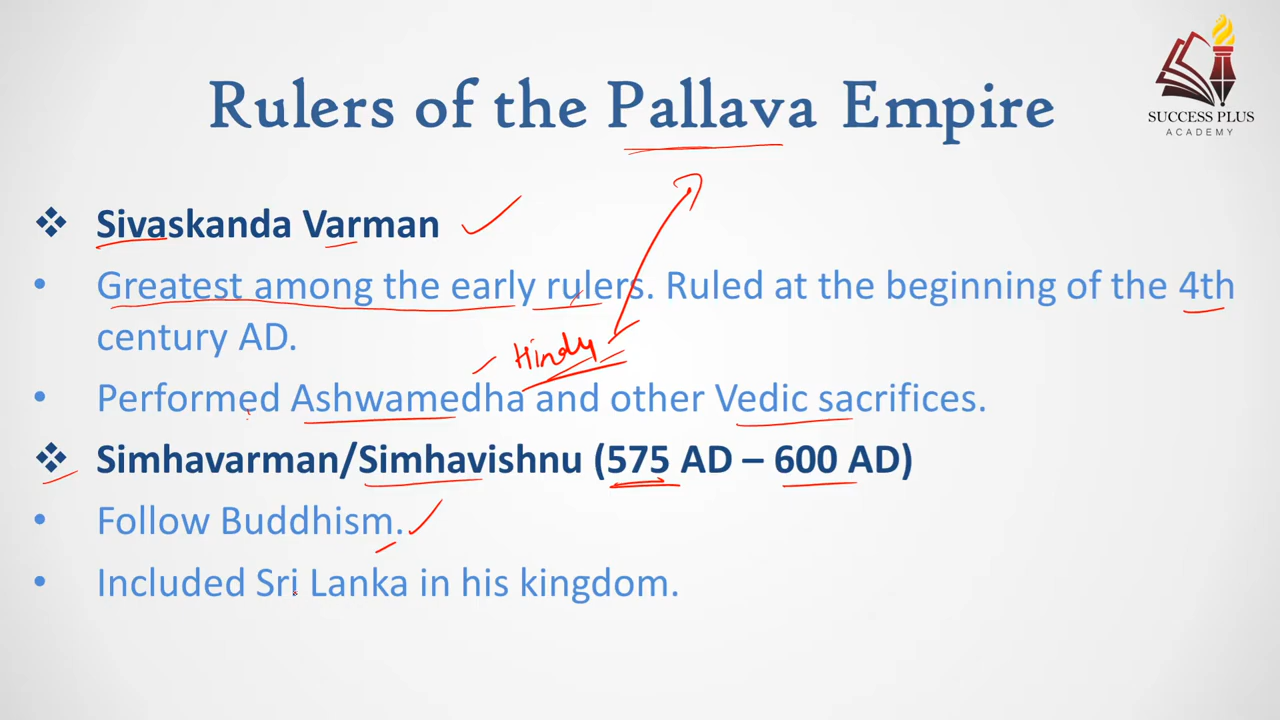 Rulers of the Pallava Empire
SUCCESS PLUS
ACADEMY
❖ Sivaskanda Varman
• Greatest among the early rulers. Ruled at the beginning of the 4th
century AD.
Hindu
• Performed Ashwamedha and other Vedic sacrifices.
❖ Simhavarman/Simhavishnu (575 AD – 600 AD)
• Follow Buddhism.
• Included Sri Lanka in his kingdom.